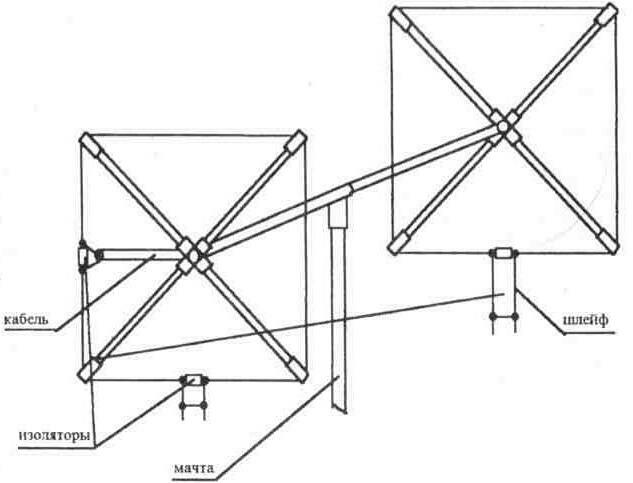 кабель
шлейф
изоляторы
мачта